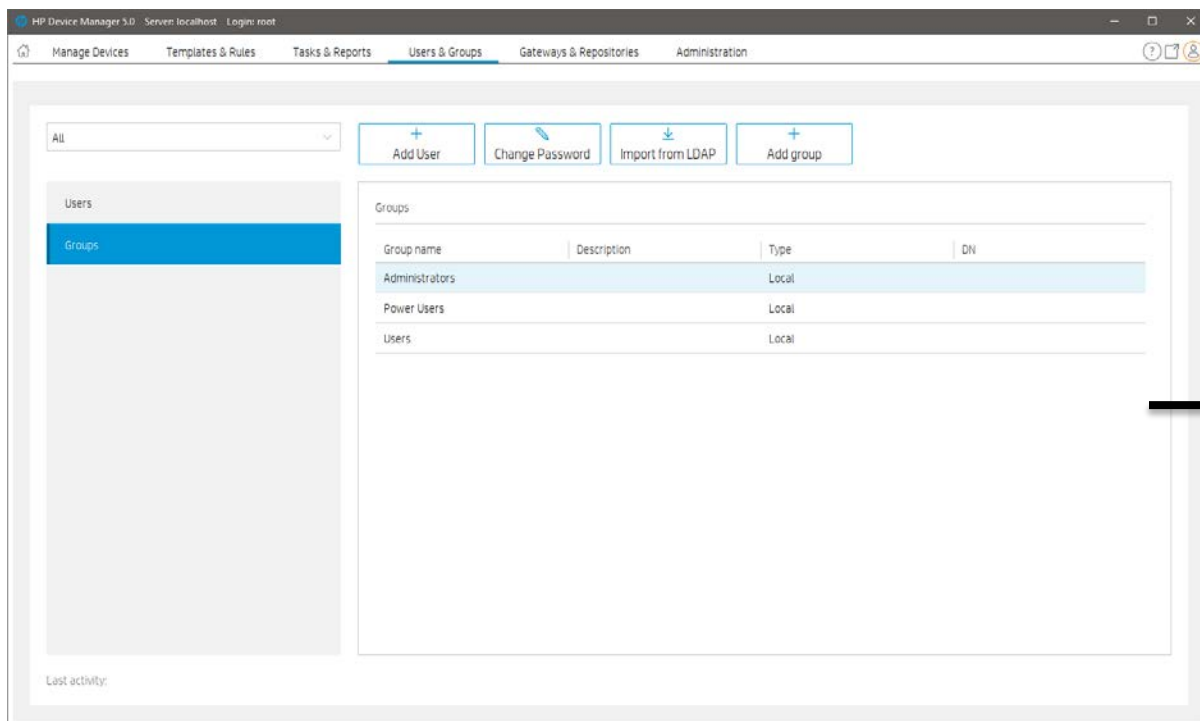 HP Device Manager 5.0 Server: localhost Login: root
Manage Devices Templates & Rules Tasks & Reports Users & Groups Gateways & Repositories Administration
All
Add User Change Password Import from LDAP Add group
Users
Groups
Groups
Group name Description Type DN
Administrators Local
Power Users Local
Users Local
Last activity: